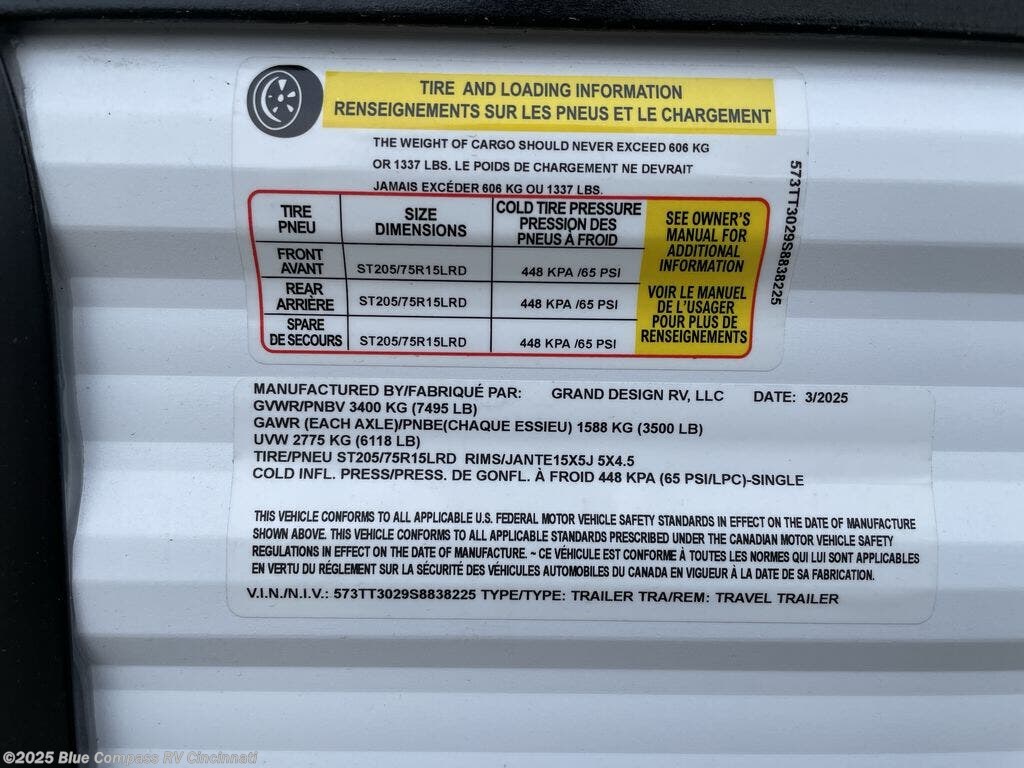 TIRE AND LOADING INFORMATION
RENSEIGNEMENTS SUR LES PNEUS ET LE CHARGEMENT
THE WEIGHT OF CARGO SHOULD NEVER EXCEED 606 KG
OR 1337 LBS. LE POIDS DE CHARGEMENT NE DEVRAIT
JAMAIS EXCÉDER 606 KG OU 1337 LBS.
TIRE
PNEU
SIZE
DIMENSIONS
COLD TIRE PRESSURE
PRESSION DES
PNEUS À FROID
FRONT
AVANT
ST205/75R15LRD
448 KPA /65 PSI
REAR
ARRIÈRE
ST205/75R15LRD
448 KPA /65 PSI
SPARE
DE SECOURS
ST205/75R15LRD
448 KPA /65 PSI
SEE OWNER'S
MANUAL FOR
ADDITIONAL
INFORMATION
VOIR LE MANUEL
DE L'USAGER
POUR PLUS DE
RENSEIGNEMENTS
573TT3029S8838225
MANUFACTURED BY/FABRIQUÉ PAR: GRAND DESIGN RV, LLC DATE: 3/2025
GVWR/PNBV 3400 KG (7495 LB)
GAWR (EACH AXLE)/PNBE(CHAQUE ESSIEU) 1588 KG (3500 LB)
UVW 2775 KG (6118 LB)
TIRE/PNEU ST205/75R15LRD RIMS/JANTE15X5J 5X4.5
COLD INFL. PRESS/PRESS. DE GONFL. À FROID 448 KPA (65 PSI/LPC)-SINGLE
THIS VEHICLE CONFORMS TO ALL APPLICABLE U.S. FEDERAL MOTOR VEHICLE SAFETY STANDARDS IN EFFECT ON THE DATE OF MANUFACTURE
SHOWN ABOVE. THIS VEHICLE CONFORMS TO ALL APPLICABLE STANDARDS PRESCRIBED UNDER THE CANADIAN MOTOR VEHICLE SAFETY
REGULATIONS IN EFFECT ON THE DATE OF MANUFACTURE. ~ CE VÉHICULE EST CONFORME À TOUTES LES NORMES QUI LUI SONT APPLICABLES
EN VERTU DU RÉGLEMENT SUR LA SÉCURITÉ DES VÉHICULES AUTOMOBILES DU CANADA EN VIGUEUR À LA DATE DE SA FABRICATION.
V.I.N./N.I.V.: 573TT3029S8838225 TYPE/TYPE: TRAILER TRA/REM: TRAVEL TRAILER
©2025 Blue Compass RV Cincinnati